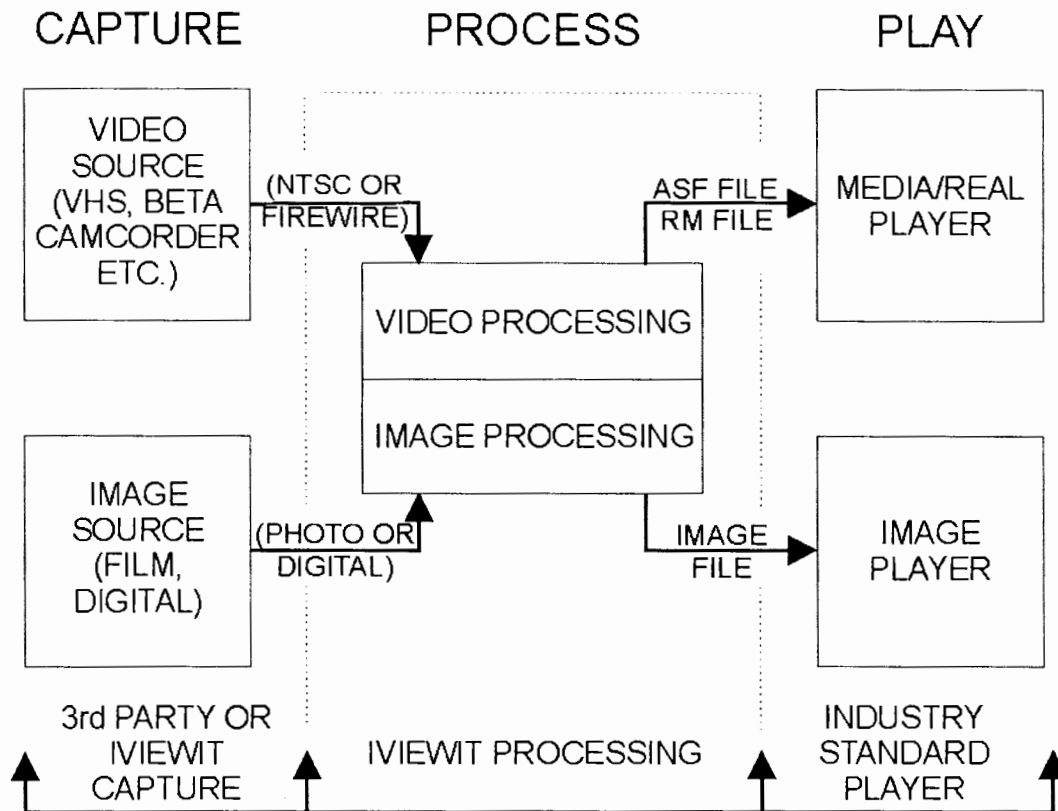 CAPTURE
PROCESS
PLAY
VIDEO
SOURCE
(VHS, BETA
CAMCORDER
ETC.)
(NTSC OR
FIREWIRE)
ASF FILE
RM FILE
MEDIA/REAL
PLAYER
VIDEO PROCESSING
IMAGE PROCESSING
IMAGE
SOURCE
(FILM,
DIGITAL)
(PHOTO OR
DIGITAL)
IMAGE
FILE
IMAGE
PLAYER
3rd PARTY OR
IVIEWIT
CAPTURE
IVIEWIT PROCESSING
INDUSTRY
STANDARD
PLAYER